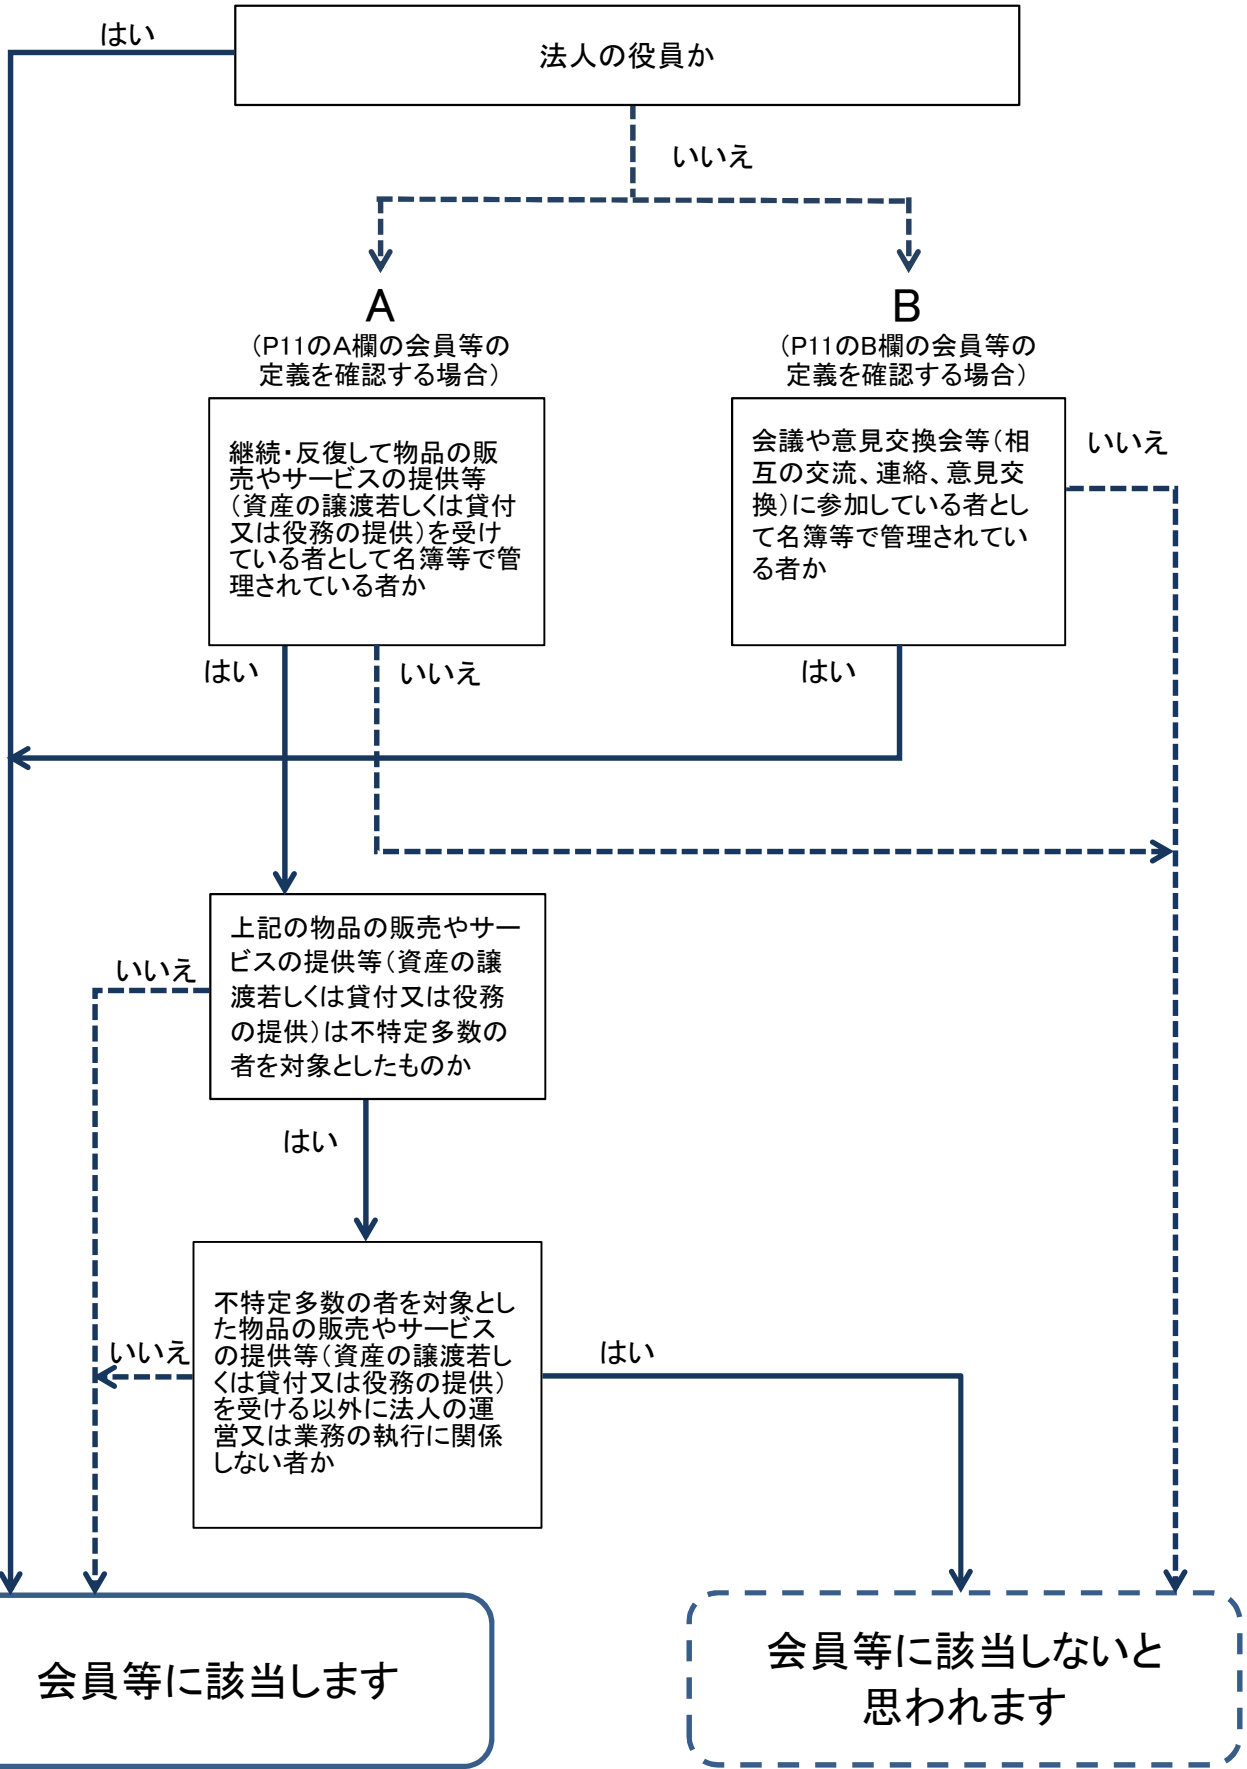 はい
法人の役員か
いいえ
A
（P11のA欄の会員等の
定義を確認する場合）
B
（P11のB欄の会員等の
定義を確認する場合）
継続・反復して物品の販
売やサービスの提供等
（資産の譲渡若しくは貸付
又は役務の提供）を受け
ている者として名簿等で管
理されている者か
会議や意見交換会等（相
互の交流、連絡、意見交
換）に参加している者とし
て名簿等で管理されてい
る者か
いいえ
はい
いいえ
はい
上記の物品の販売やサー
ビスの提供等（資産の譲
渡若しくは貸付又は役務
の提供）は不特定多数の
者を対象としたものか
いいえ
はい
不特定多数の者を対象とし
た物品の販売やサービス
の提供等（資産の譲渡若し
くは貸付又は役務の提供）
を受ける以外に法人の運
営又は業務の執行に関係
しない者か
いいえ
はい
会員等に該当します
会員等に該当しないと
思われます